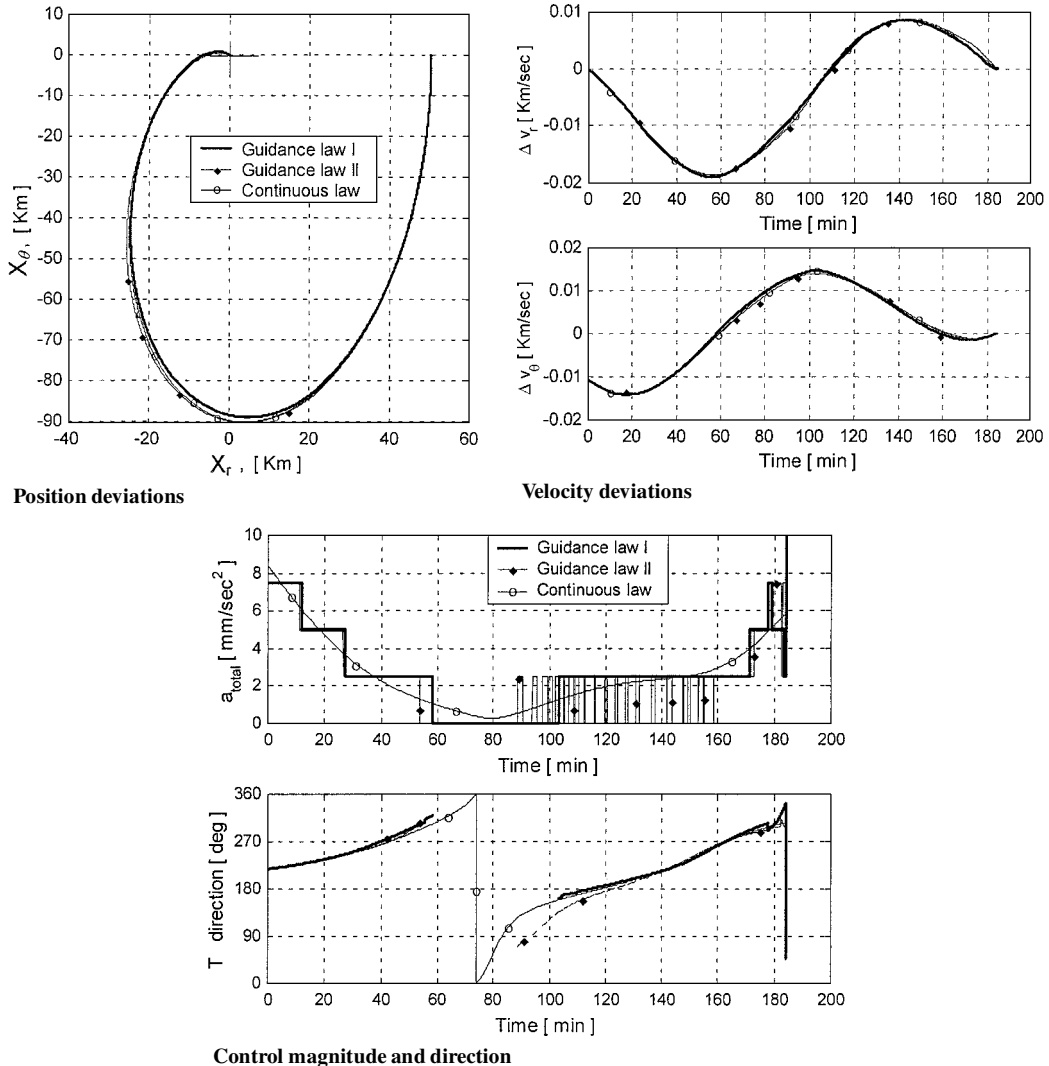 10
0
-10
-20
-30
-40
-50
-60
-70
-80
-90
-40 -20 0 20 40 60
X_θ, [ Km]
X_r , [ Km]
Guidance law I
Guidance law II
Continuous law
Position deviations
0.01
0
-0.01
-0.02
0 20 40 60 80 100 120 140 160 180 200
Δ v_r [ Km/sec]
Time [ min]
0.02
0.01
0
-0.01
-0.02
0 20 40 60 80 100 120 140 160 180 200
Δ v_θ [ Km/sec]
Time [ min]
Velocity deviations
10
8
6
4
2
0
0 20 40 60 80 100 120 140 160 180 200
a_total [ mm/sec²]
Time [ min]
Guidance law I
Guidance law II
Continuous law
360
270
180
90
0
0 20 40 60 80 100 120 140 160 180 200
T direction [ deg]
Time [ min]
Control magnitude and direction